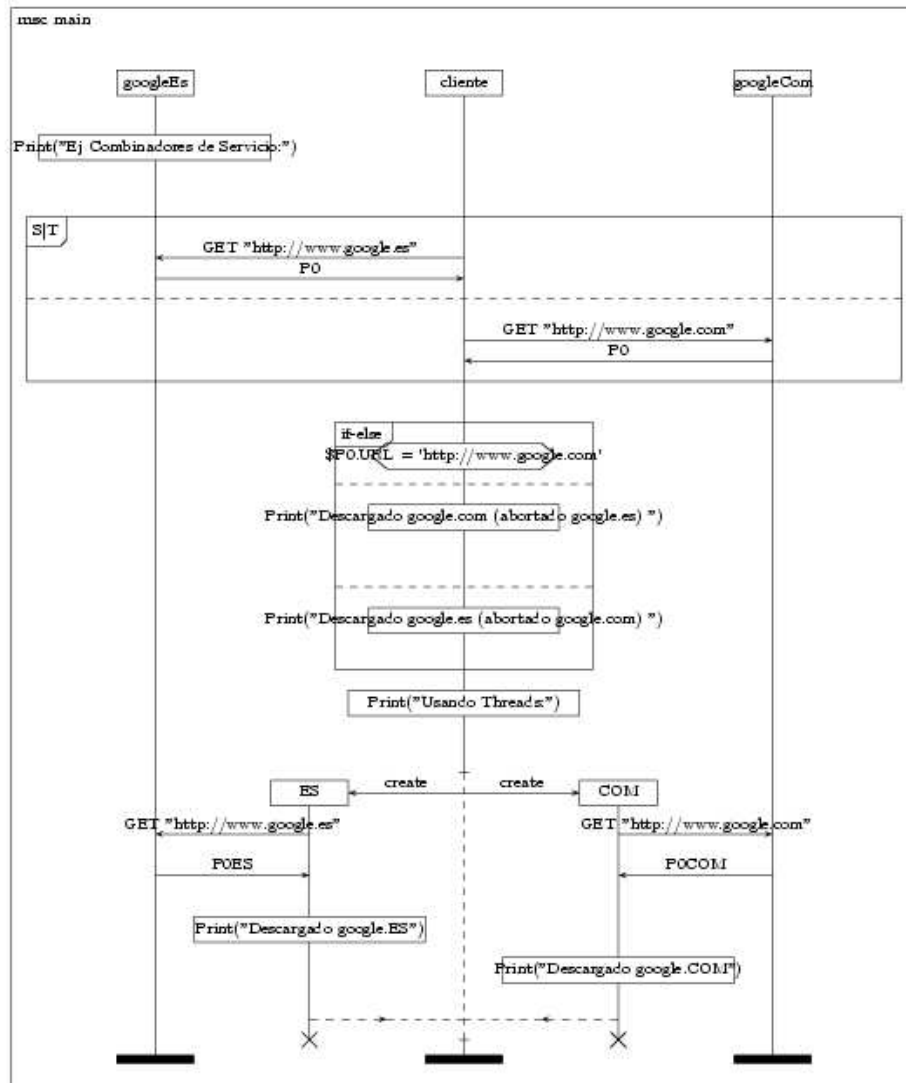 msc main
googleEs
cliente
googleCom
Print("Ej Combinadores de Servicio:")
S|T
GET "http://www.google.es"
P0
GET "http://www.google.com"
P0
if-else
$P0.URL = 'http://www.google.com'
Print("Descargado google.com (abortado google.es) ")
Print("Descargado google.es (abortado google.com) ")
Print("Usando Threads:")
ES
create
create
COM
GET "http://www.google.es"
GET "http://www.google.com"
P0ES
P0COM
Print("Descargado google.ES")
Print("Descargado google.COM")